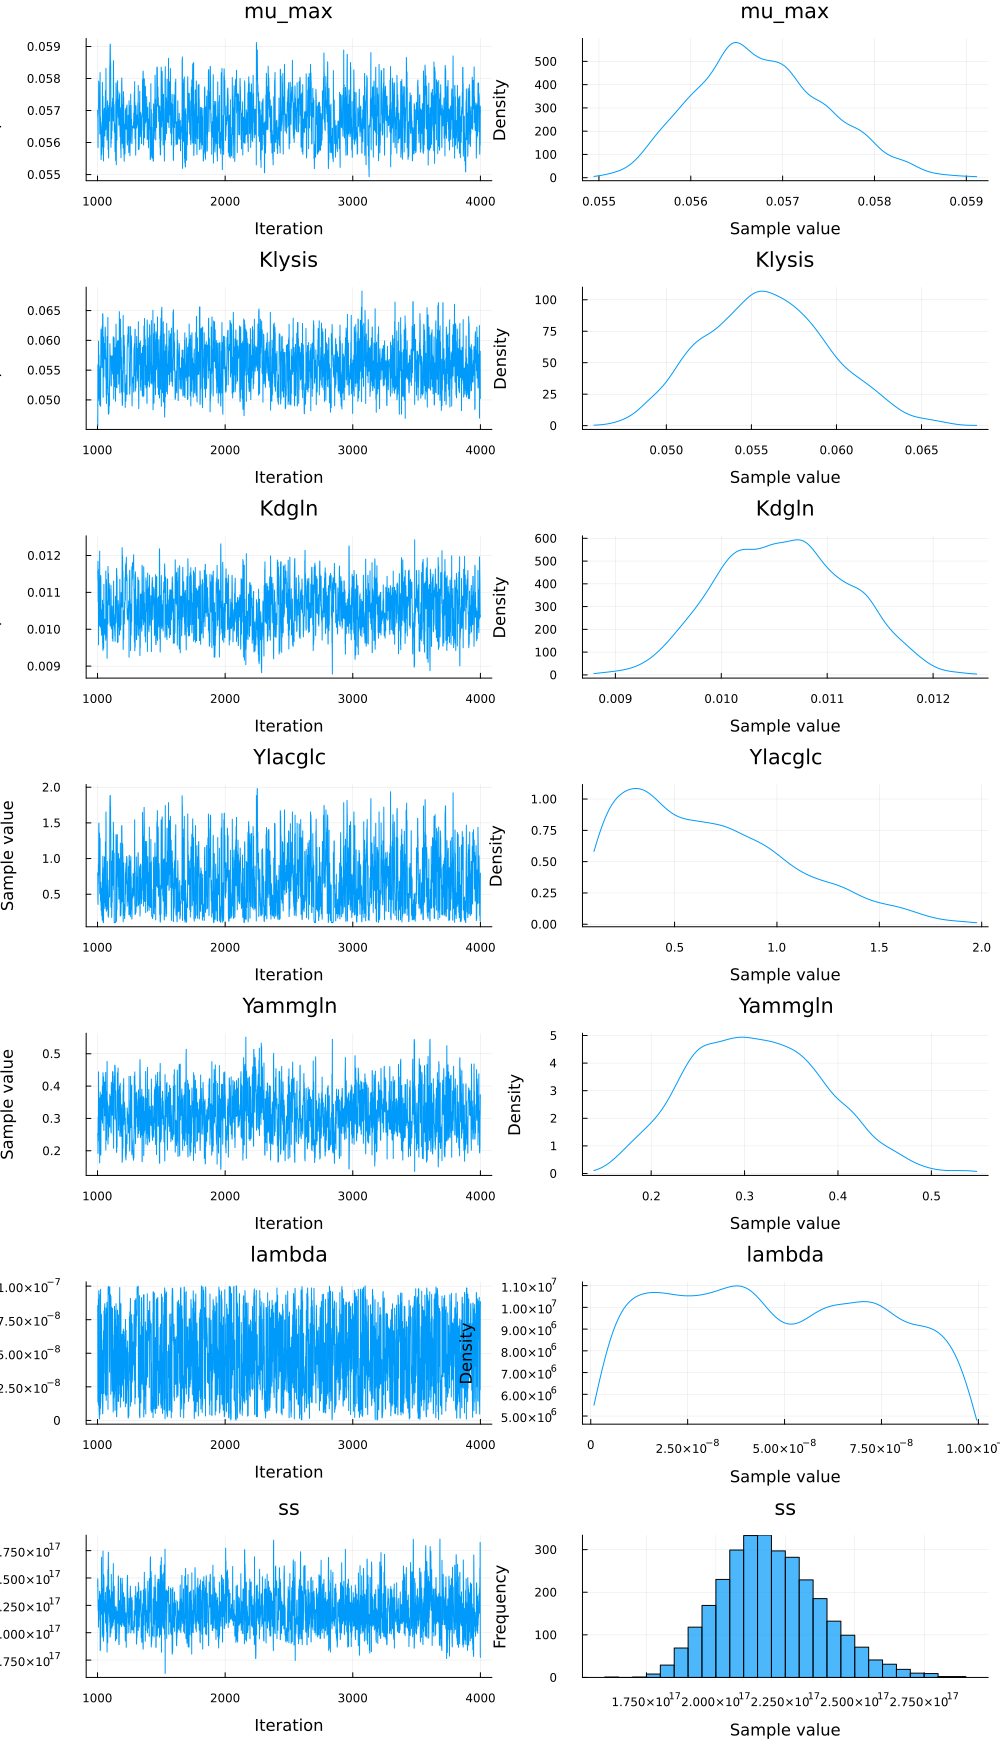 mu_max
mu_max
0.059
0.058
0.057
0.056
0.055
1000 2000 3000 4000
Iteration
Density
500
400
300
200
100
0
0.055 0.056 0.057 0.058 0.059
Sample value
Klysis
Klysis
0.065
0.060
0.055
0.050
1000 2000 3000 4000
Iteration
Density
100
75
50
25
0
0.050 0.055 0.060 0.065
Sample value
Kdgln
Kdgln
0.012
0.011
0.010
0.009
1000 2000 3000 4000
Iteration
Density
600
500
400
300
200
100
0
0.009 0.010 0.011 0.012
Sample value
Ylacglc
Ylacglc
Sample value
2.0
1.5
1.0
0.5
1000 2000 3000 4000
Iteration
Density
1.00
0.75
0.50
0.25
0.00
0.5 1.0 1.5 2.0
Sample value
Yammgln
Yammgln
Sample value
0.5
0.4
0.3
0.2
1000 2000 3000 4000
Iteration
Density
5
4
3
2
1
0
0.2 0.3 0.4 0.5
Sample value
lambda
lambda
1.00×10⁻⁷
7.50×10⁻⁸
5.00×10⁻⁸
2.50×10⁻⁸
0
1000 2000 3000 4000
Iteration
Density
1.10×10⁷
1.00×10⁷
9.00×10⁶
8.00×10⁶
7.00×10⁶
6.00×10⁶
5.00×10⁶
0 2.50×10⁻⁸ 5.00×10⁻⁸ 7.50×10⁻⁸ 1.00×10⁻
Sample value
ss
ss
.750×10¹⁷
.500×10¹⁷
.250×10¹⁷
.000×10¹⁷
.750×10¹⁷
1000 2000 3000 4000
Iteration
Frequency
300
200
100
0
1.750×10¹⁷ 2.000×10¹⁷ 2.250×10¹⁷ 2.500×10¹⁷ 2.750×10¹⁷
Sample value